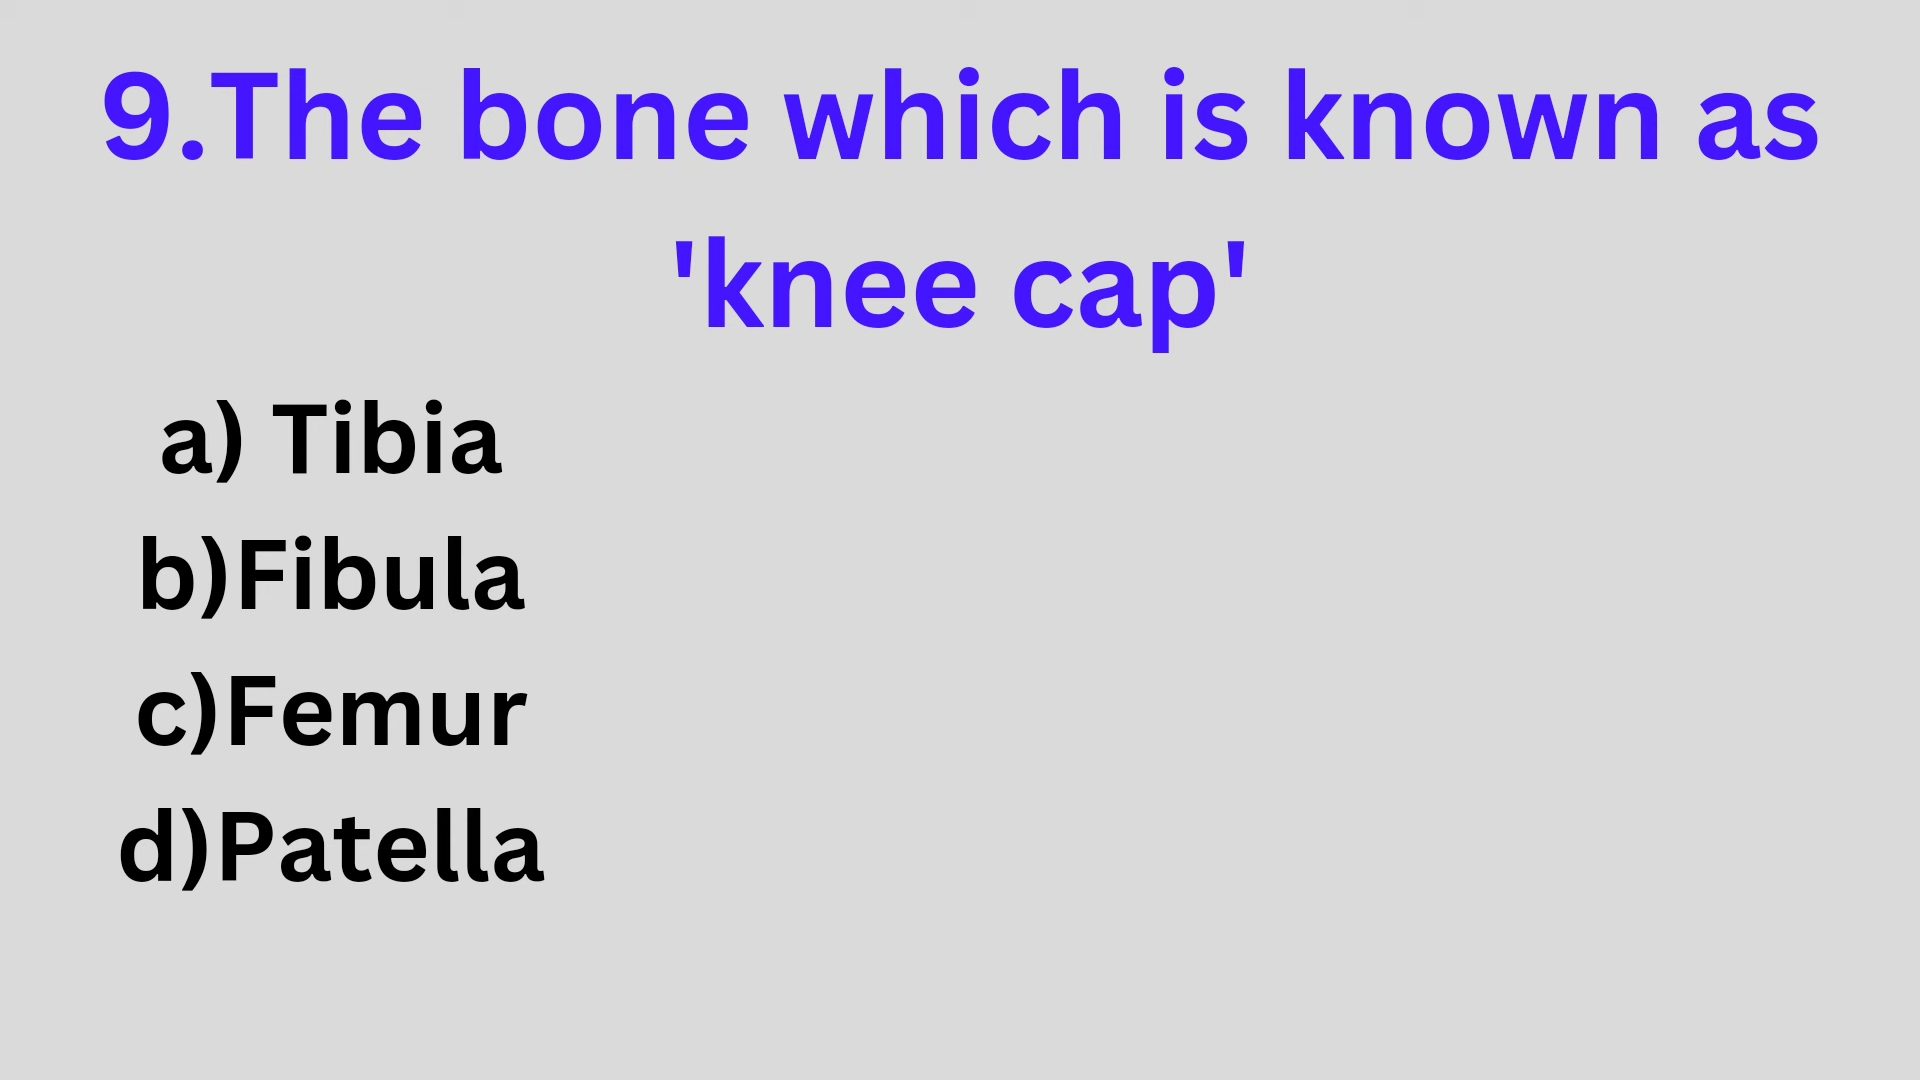 9.The bone which is known as
'knee cap'
a) Tibia
b)Fibula
c)Femur
d)Patella